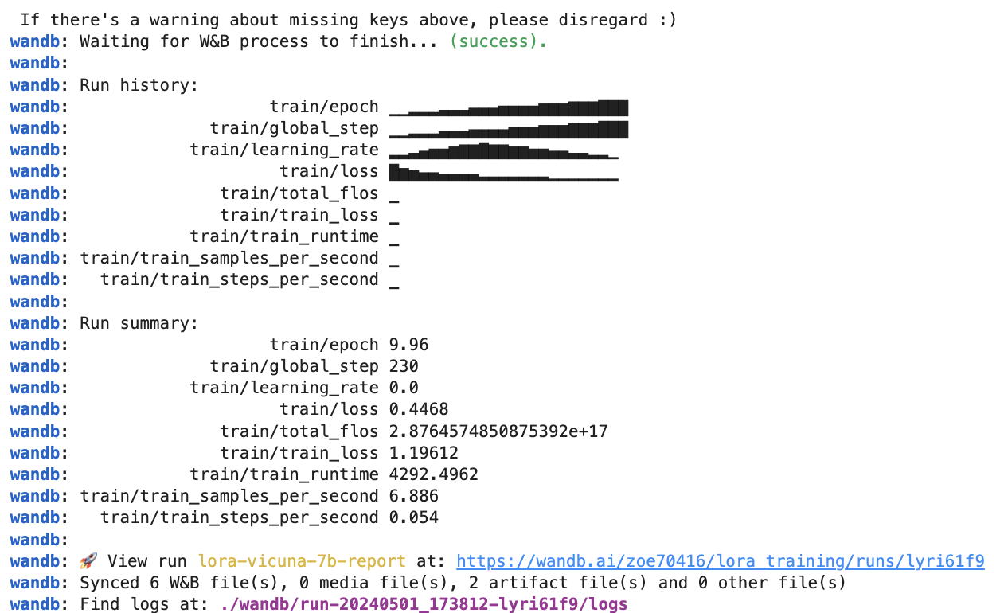 If there's a warning about missing keys above, please disregard :)
wandb: Waiting for W&B process to finish... (success).
wandb:
wandb: Run history:
wandb: train/epoch ▁▁▂▂▂▃▃▃▄▄▄▅▅▅▅▆▆▆▇▇▇███
wandb: train/global_step ▁▁▂▂▂▃▃▃▄▄▄▄▅▅▅▆▆▆▇▇▇███
wandb: train/learning_rate ▂▂▃▄▅▅▆▇▇█▇▇▆▆▅▅▄▄▃▃▂▂▁
wandb: train/loss █▆▅▄▄▃▃▃▃▂▂▂▂▂▂▂▁▁▁▁▁▁▁
wandb: train/total_flos ▁
wandb: train/train_loss ▁
wandb: train/train_runtime ▁
wandb: train/train_samples_per_second ▁
wandb: train/train_steps_per_second ▁
wandb:
wandb: Run summary:
wandb: train/epoch 9.96
wandb: train/global_step 230
wandb: train/learning_rate 0.0
wandb: train/loss 0.4468
wandb: train/total_flos 2.8764574850875392e+17
wandb: train/train_loss 1.19612
wandb: train/train_runtime 4292.4962
wandb: train/train_samples_per_second 6.886
wandb: train/train_steps_per_second 0.054
wandb:
wandb: 🚀 View run lora-vicuna-7b-report at: https://wandb.ai/zoe70416/lora_training/runs/lyri61f9
wandb: Synced 6 W&B file(s), 0 media file(s), 2 artifact file(s) and 0 other file(s)
wandb: Find logs at: ./wandb/run-20240501_173812-lyri61f9/logs